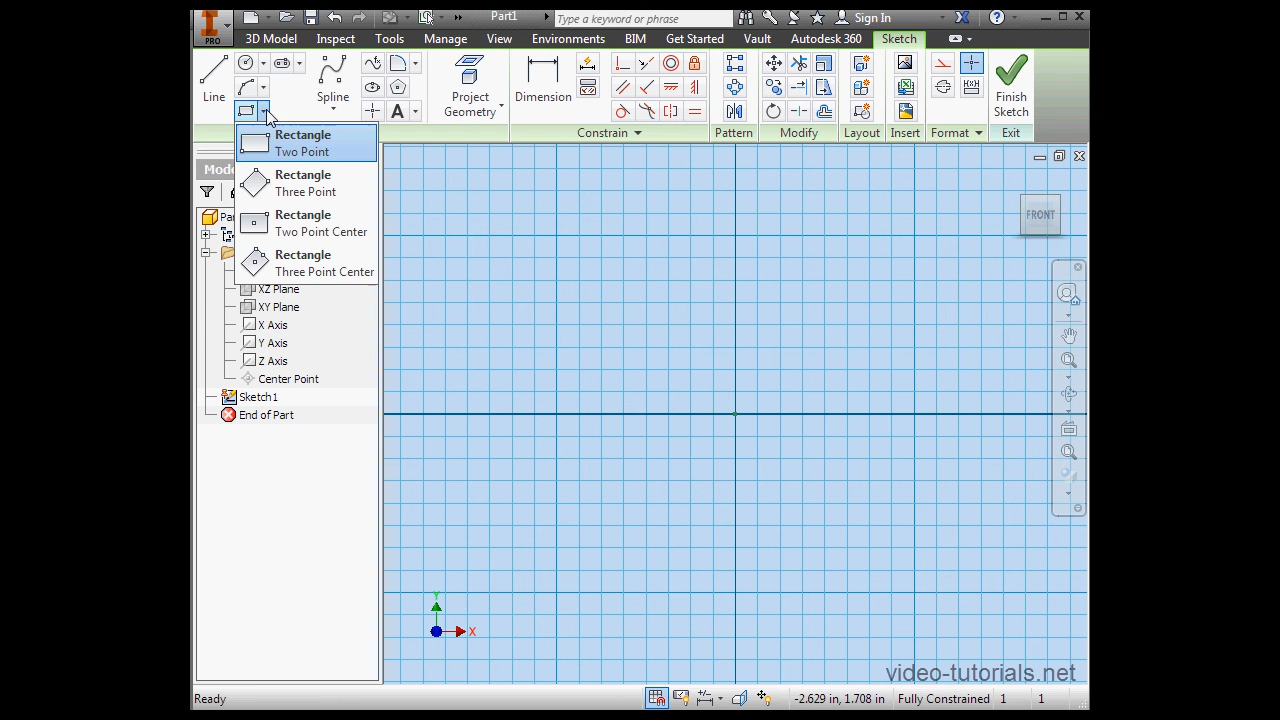 Part1
Type a keyword or phrase
Sign In
PRO
3D Model Inspect Tools Manage View Environments BIM Get Started Vault Autodesk 360 Sketch
Line
Spline
Project
Geometry
Dimension
Finish
Sketch
A
Constrain
Pattern
Modify
Layout
Insert
Format
Exit
Rectangle
Two Point
Rectangle
Three Point
Rectangle
Two Point Center
Rectangle
Three Point Center
XZ Plane
XY Plane
X Axis
Y Axis
Z Axis
Center Point
Sketch1
End of Part
FRONT
Y
X
video-tutorials.net
Ready
-2.629 in, 1.708 in Fully Constrained 1 1